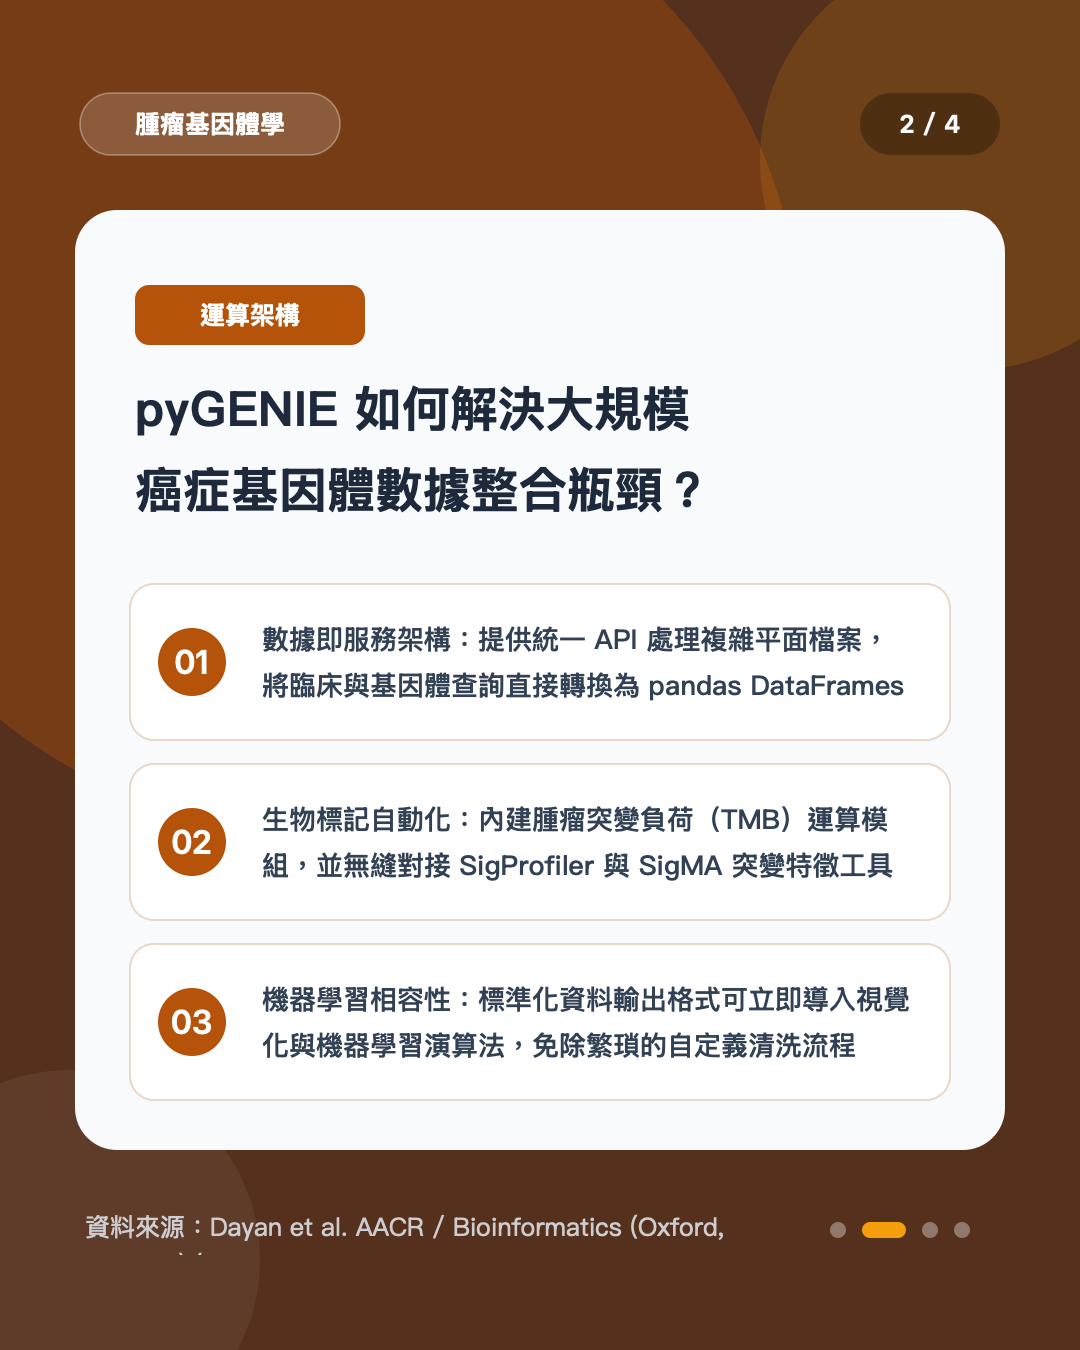 腫瘤基因體學
2 / 4
運算架構
pyGENIE 如何解決大規模
癌症基因體數據整合瓶頸？
01
數據即服務架構：提供統一 API 處理複雜平面檔案，
將臨床與基因體查詢直接轉換為 pandas DataFrames
02
生物標記自動化：內建腫瘤突變負荷（TMB）運算模
組，並無縫對接 SigProfiler 與 SigMA 突變特徵工具
03
機器學習相容性：標準化資料輸出格式可立即導入視覺
化與機器學習演算法，免除繁瑣的自定義清洗流程
資料來源：Dayan et al. AACR / Bioinformatics (Oxford,